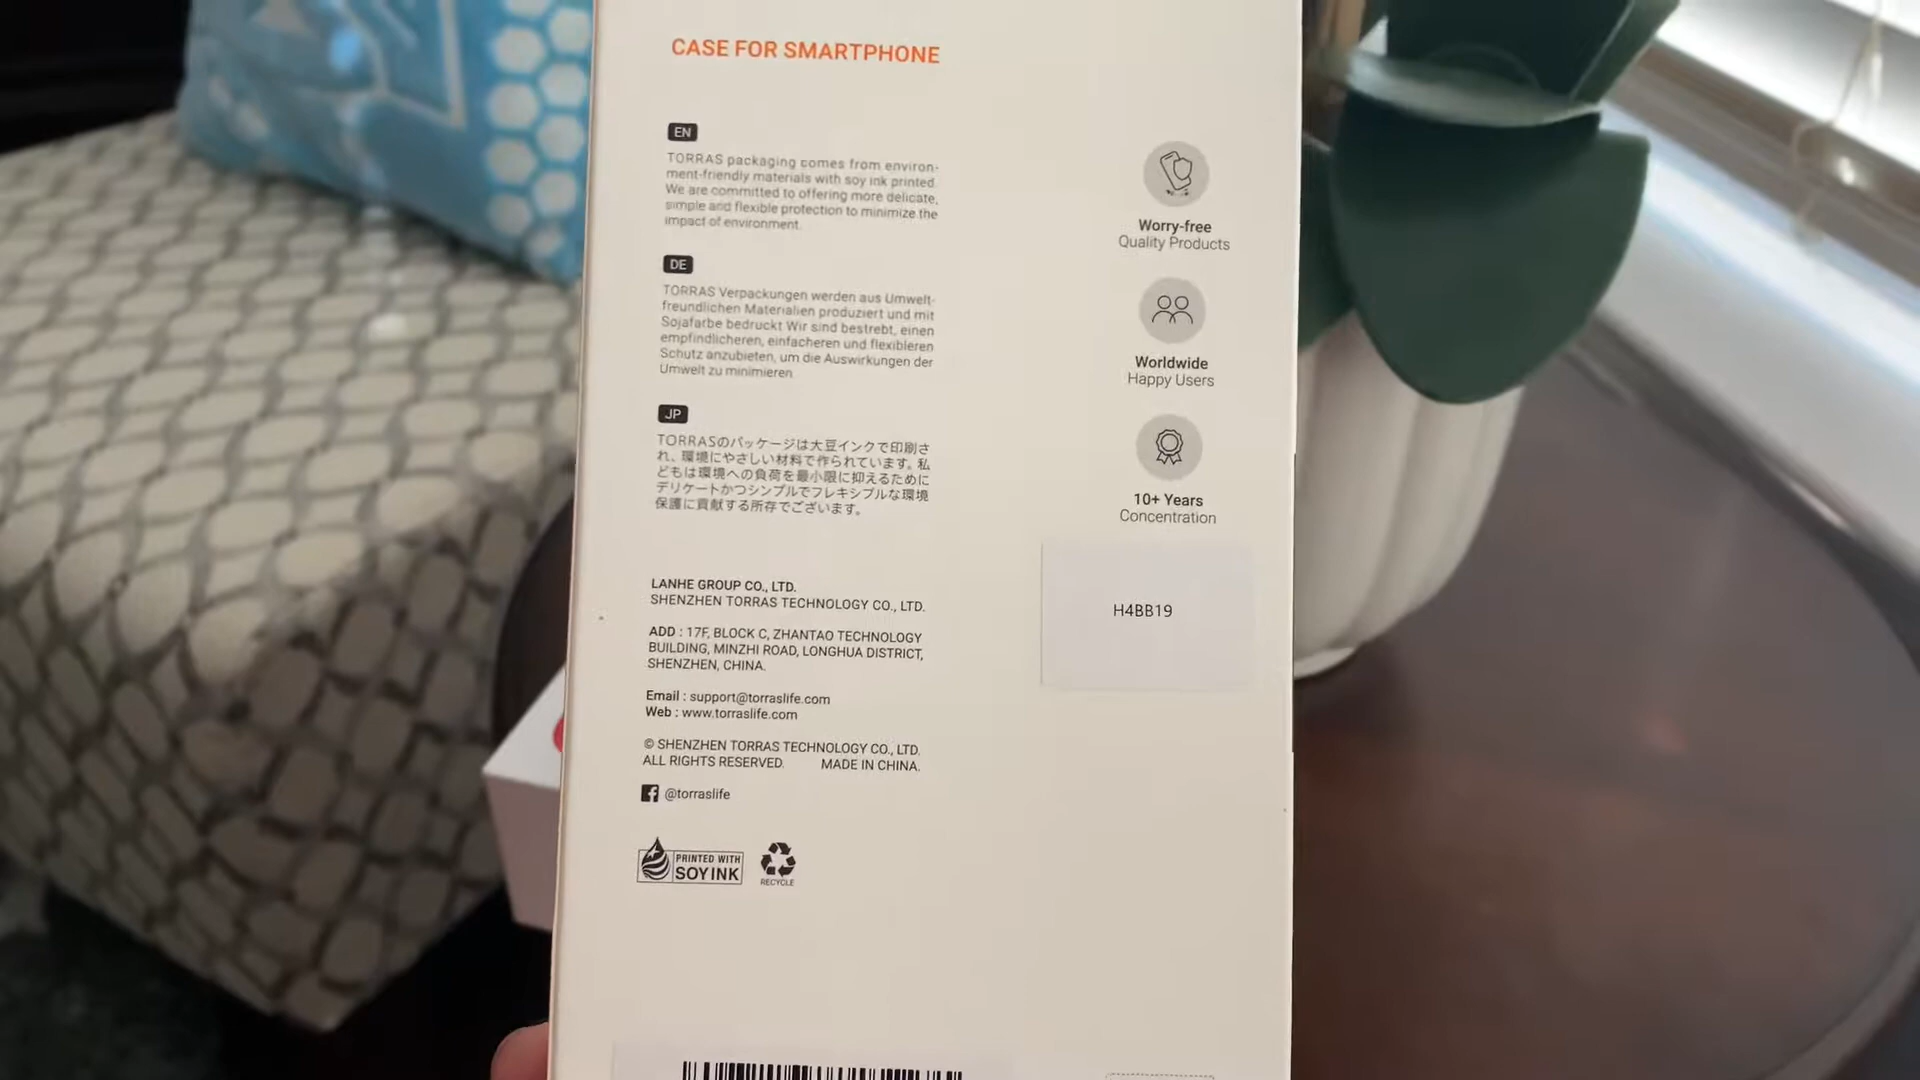 CASE FOR SMARTPHONE
EN
TORRAS packaging comes from environ-
ment-friendly materials with soy ink printed.
We are committed to offering more delicate,
simple and flexible protection to minimize the
impact of environment.
DE
TORRAS Verpackungen werden aus Umwelt-
freundlichen Materialien produziert und mit
Sojafarbe bedruckt Wir sind bestrebt, einen
empfindlicheren, einfacheren und flexibleren
Schutz anzubieten, um die Auswirkungen der
Umwelt zu minimieren.
JP
TORRASのパッケージは大豆インクで印刷さ
れ、環境にやさしい材料で作られています。私
どもは環境への負荷を最小限に抑えるために
デリケートかつシンプルでフレキシブルな環境
保護に貢献する所存でございます。
LANHE GROUP CO., LTD.
SHENZHEN TORRAS TECHNOLOGY CO., LTD.
ADD : 17F, BLOCK C, ZHANTAO TECHNOLOGY
BUILDING, MINZHI ROAD, LONGHUA DISTRICT,
SHENZHEN, CHINA.
Email : support@torraslife.com
Web : www.torraslife.com
© SHENZHEN TORRAS TECHNOLOGY CO., LTD.
ALL RIGHTS RESERVED. MADE IN CHINA.
@torraslife
PRINTED WITH
SOY INK
RECYCLE
Worry-free
Quality Products
Worldwide
Happy Users
10+ Years
Concentration
H4BB19